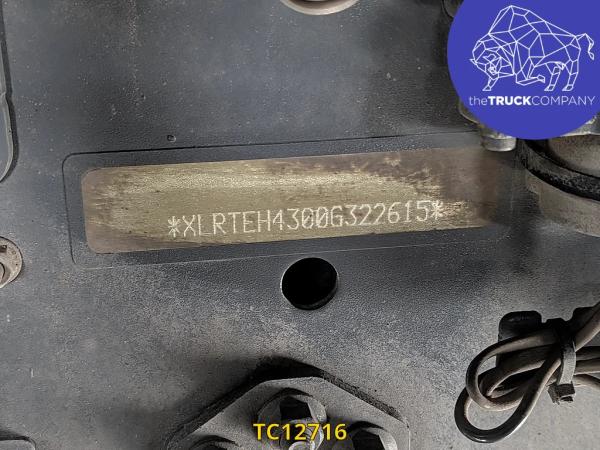 theTRUCKCOMPANY
*XLRTEH4300G322615*
TC12716